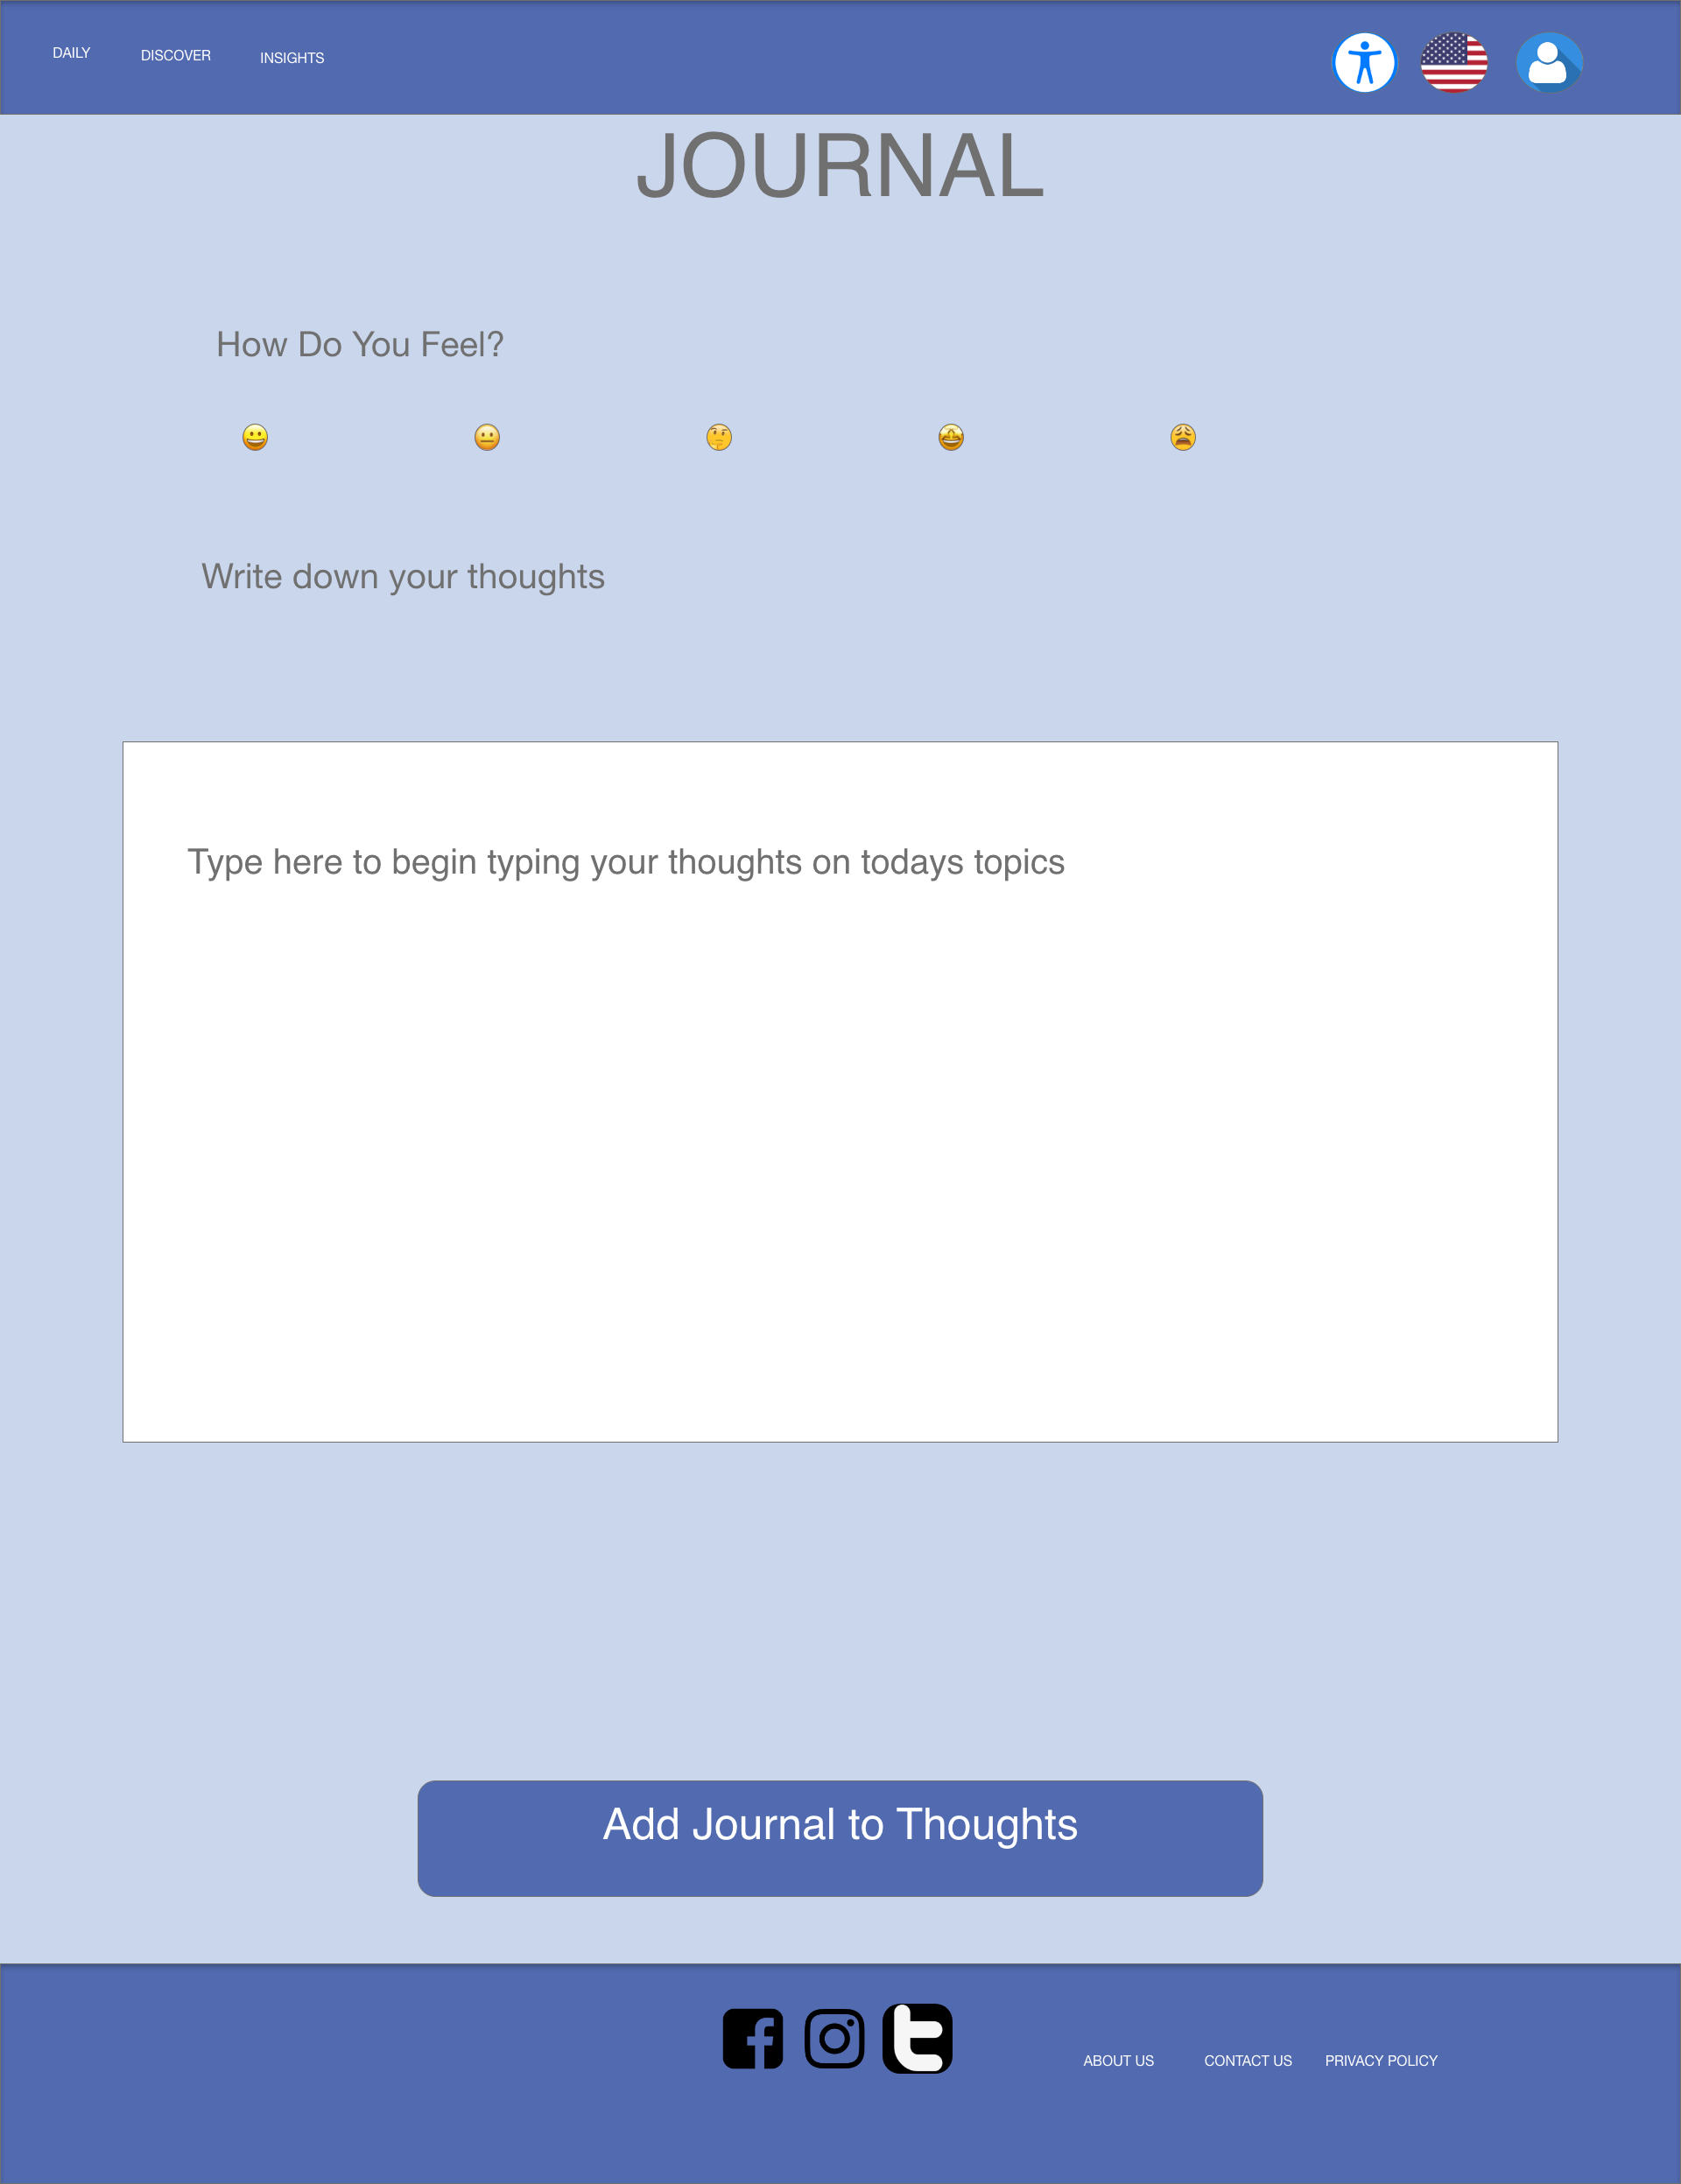 DAILY
DISCOVER
INSIGHTS
JOURNAL
How Do You Feel?
Write down your thoughts
Type here to begin typing your thoughts on todays topics
Add Journal to Thoughts
ABOUT US
CONTACT US
PRIVACY POLICY